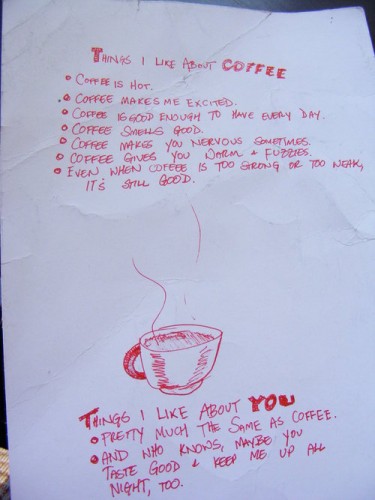 THINGS I LIKE ABOUT COFFEE
• COFFEE IS HOT.
• COFFEE MAKES ME EXCITED.
• COFFEE IS GOOD ENOUGH TO HAVE EVERY DAY.
• COFFEE SMELLS GOOD.
• COFFEE MAKES YOU NERVOUS SOMETIMES.
• COFFEE GIVES YOU WARM & FUZZIES.
• EVEN WHEN COFFEE IS TOO STRONG OR TOO WEAK,
IT'S STILL GOOD.
THINGS I LIKE ABOUT YOU
• PRETTY MUCH THE SAME AS COFFEE.
• AND WHO KNOWS, MAYBE YOU
TASTE GOOD & KEEP ME UP ALL
NIGHT, TOO.